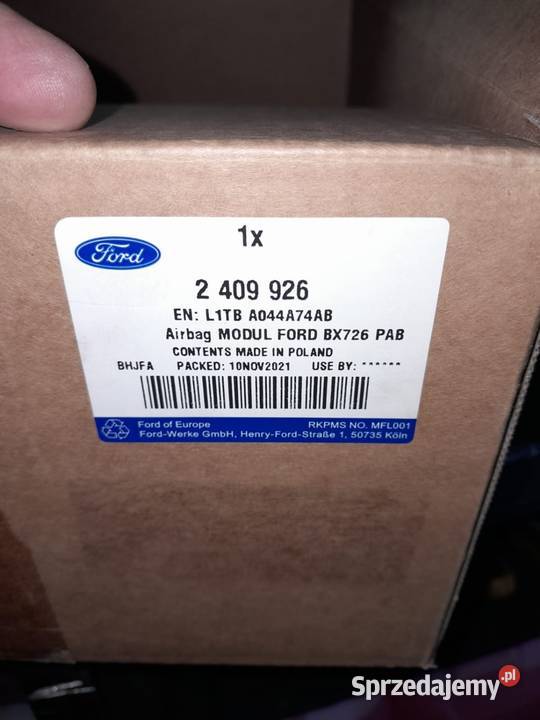 1x
Ford
2 409 926
EN: L1TB A044A74AB
Airbag MODUL FORD BX726 PAB
CONTENTS MADE IN POLAND
BHJFA PACKED: 10NOV2021 USE BY: ******
Ford of Europe RKPMS NO. MFL001
Ford-Werke GmbH, Henry-Ford-Straße 1, 50735 Köln
Sprzedajemy.pl